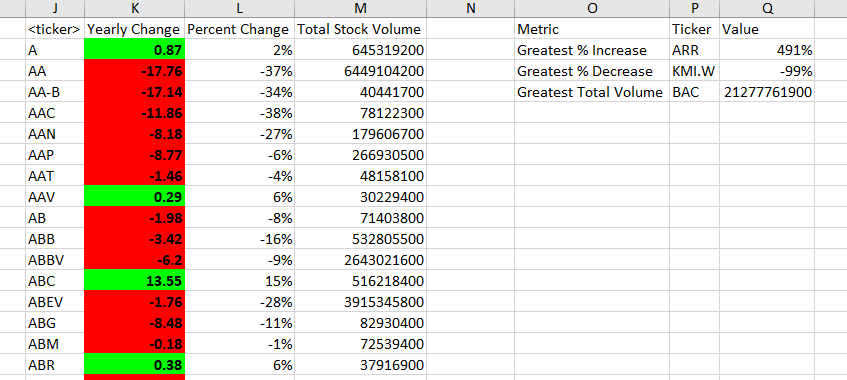 J K L M N O P Q
<ticker> Yearly Change Percent Change Total Stock Volume Metric Ticker Value
A 0.87 2% 645319200 Greatest % Increase ARR 491%
AA -17.76 -37% 6449104200 Greatest % Decrease KMI.W -99%
AA-B -17.14 -34% 40441700 Greatest Total Volume BAC 21277761900
AAC -11.86 -38% 78122300
AAN -8.18 -27% 179606700
AAP -8.77 -6% 266930500
AAT -1.46 -4% 48158100
AAV 0.29 6% 30229400
AB -1.98 -8% 71403800
ABB -3.42 -16% 532805500
ABBV -6.2 -9% 2643021600
ABC 13.55 15% 516218400
ABEV -1.76 -28% 3915345800
ABG -8.48 -11% 82930400
ABM -0.18 -1% 72539400
ABR 0.38 6% 37916900